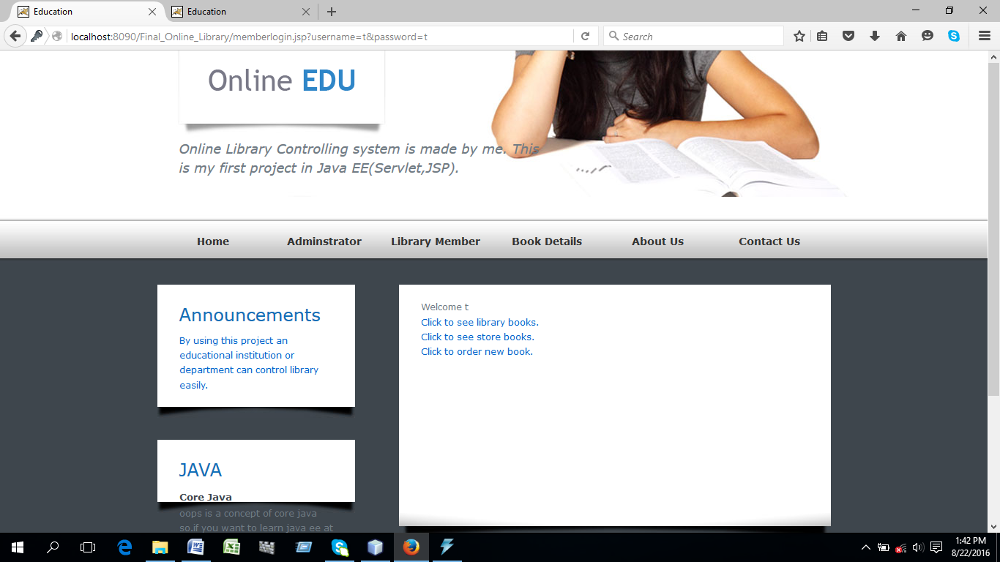 Education
Education
localhost:8090/Final_Online_Library/memberlogin.jsp?username=t&password=t
Search
Online EDU
Online Library Controlling system is made by me. This
is my first project in Java EE(Servlet,JSP).
Home
Adminstrator
Library Member
Book Details
About Us
Contact Us
Announcements
By using this project an
educational institution or
department can control library
easily.
JAVA
Core Java
oops is a concept of core java
so.if you want to learn java ee at
Welcome t
Click to see library books.
Click to see store books.
Click to order new book.
1:42 PM
8/22/2016